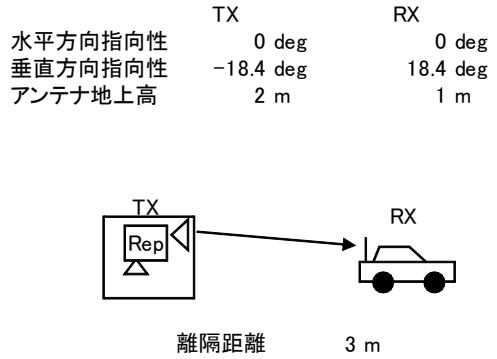 TX RX
水平方向指向性 0 deg 0 deg
垂直方向指向性 -18.4 deg 18.4 deg
アンテナ地上高 2 m 1 m
TX
RX
Rep
離隔距離 3 m